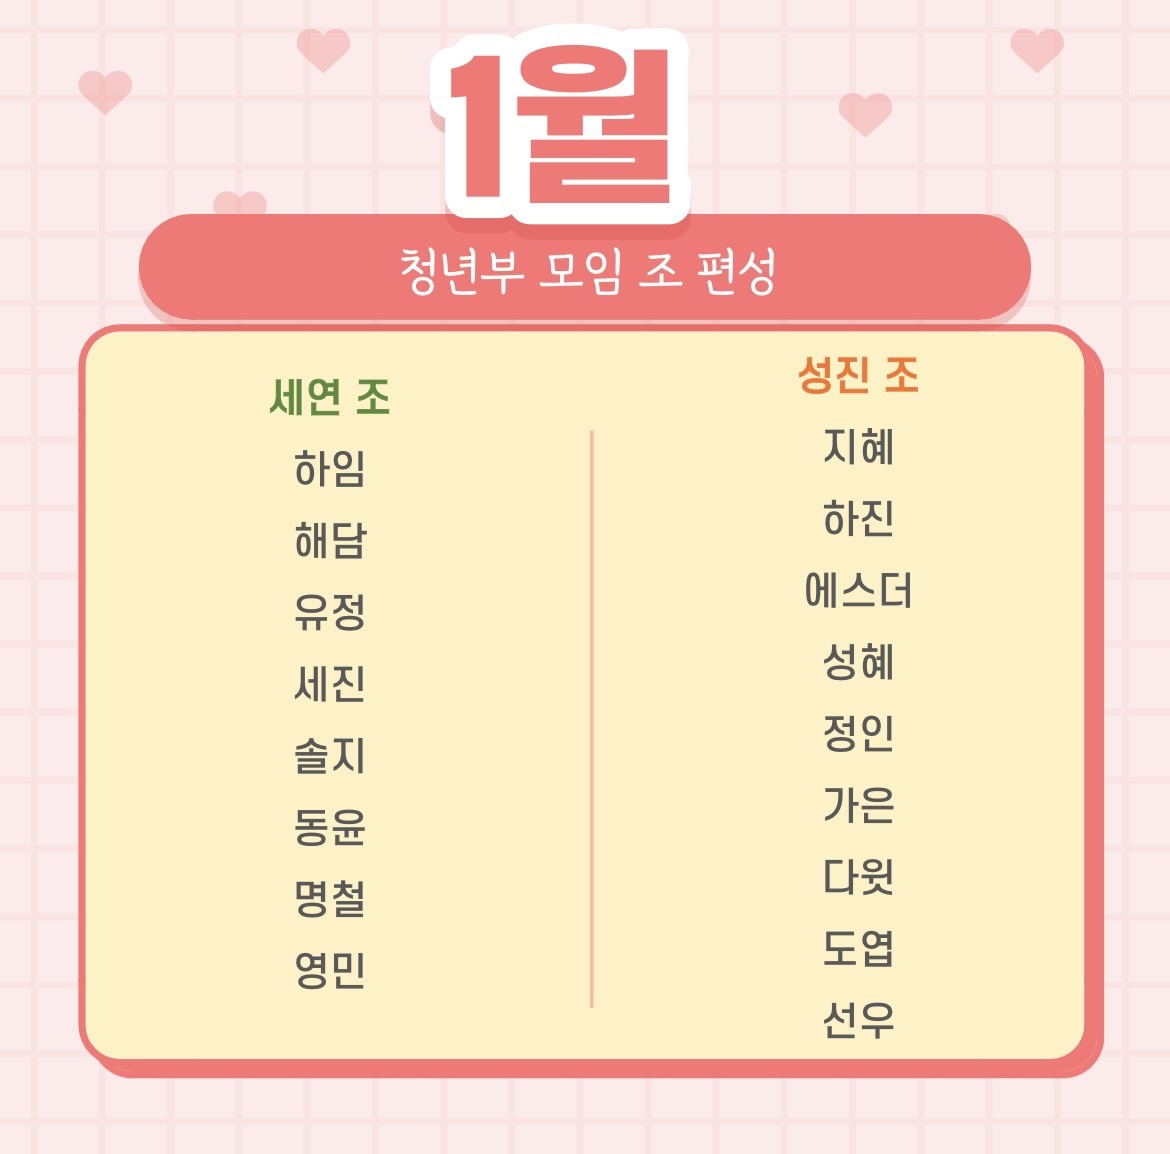 1월
청년부 모임 조 편성
세연 조
하임
해담
유정
세진
솔지
동윤
명철
영민
성진 조
지혜
하진
에스더
성혜
정인
가은
다윗
도엽
선우